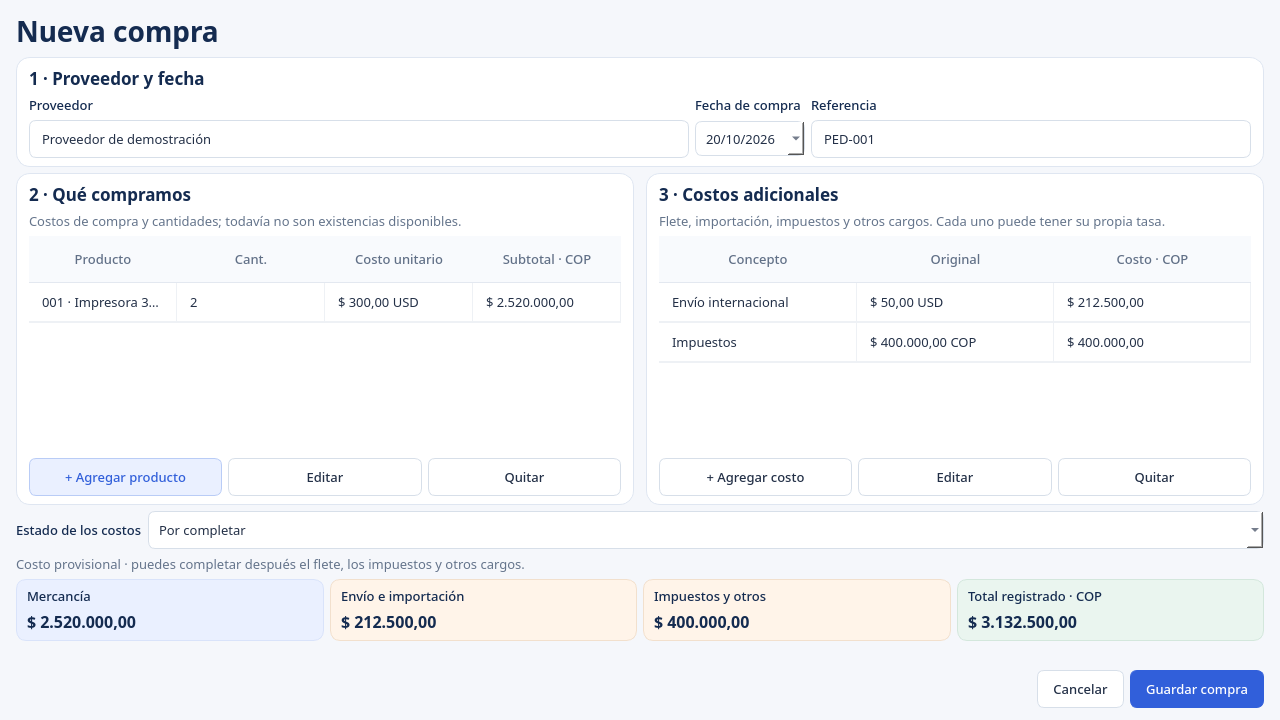 Nueva compra
1 · Proveedor y fecha
Proveedor
Fecha de compra
Referencia
Proveedor de demostración
20/10/2026
PED-001
2 · Qué compramos
Costos de compra y cantidades; todavía no son existencias disponibles.
Producto Cant. Costo unitario Subtotal · COP
001 · Impresora 3... 2 $ 300,00 USD $ 2.520.000,00
+ Agregar producto
Editar
Quitar
3 · Costos adicionales
Flete, importación, impuestos y otros cargos. Cada uno puede tener su propia tasa.
Concepto Original Costo · COP
Envío internacional $ 50,00 USD $ 212.500,00
Impuestos $ 400.000,00 COP $ 400.000,00
+ Agregar costo
Editar
Quitar
Estado de los costos
Por completar
Costo provisional · puedes completar después el flete, los impuestos y otros cargos.
Mercancía
$ 2.520.000,00
Envío e importación
$ 212.500,00
Impuestos y otros
$ 400.000,00
Total registrado · COP
$ 3.132.500,00
Cancelar
Guardar compra